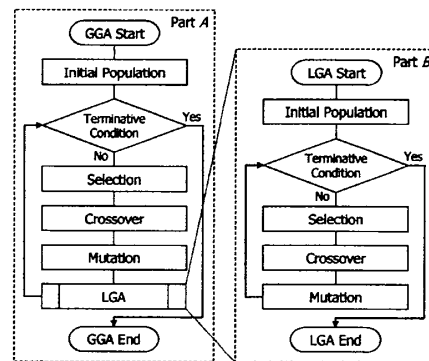 Part A
GGA Start
Initial Population
Terminative
Condition
Yes
No
Selection
Crossover
Mutation
LGA
GGA End
Part B
LGA Start
Initial Population
Terminative
Condition
Yes
No
Selection
Crossover
Mutation
LGA End